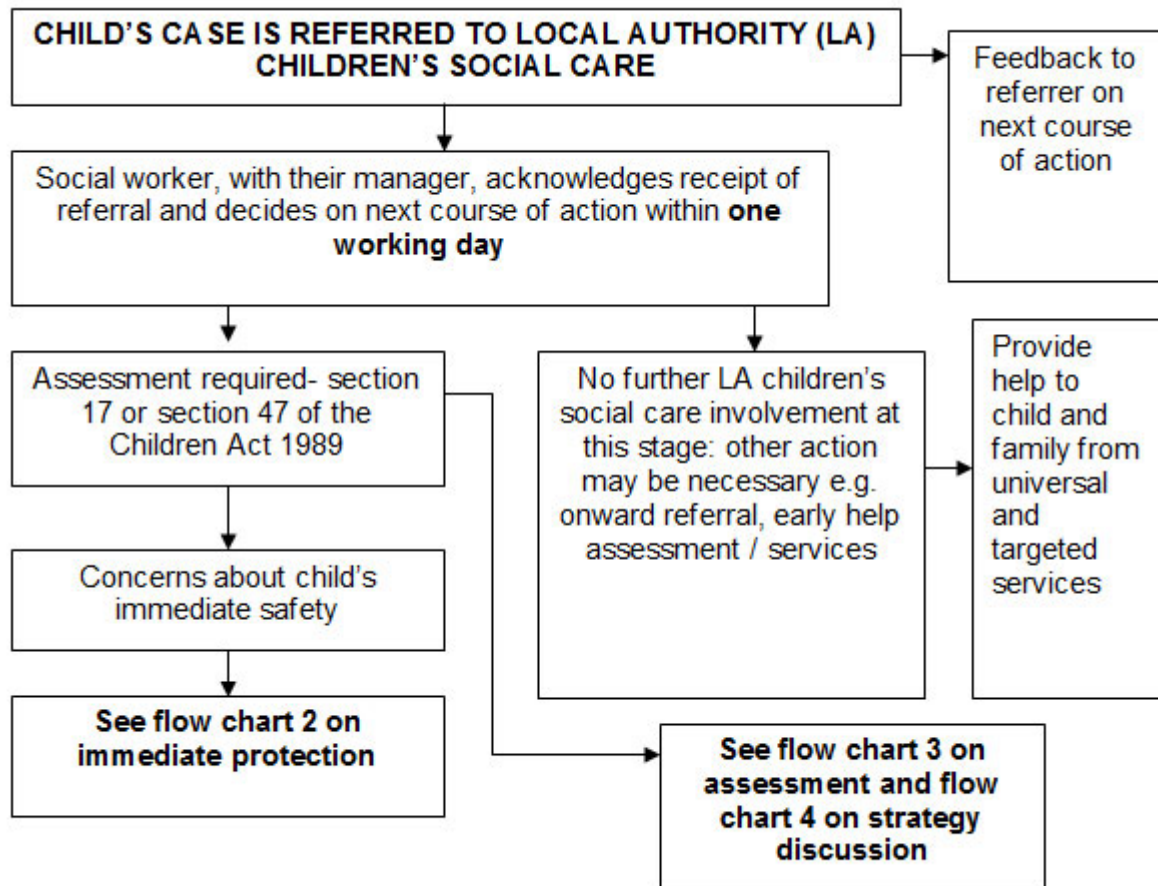 CHILD’S CASE IS REFERRED TO LOCAL AUTHORITY (LA)
CHILDREN’S SOCIAL CARE
Feedback to
referrer on
next course
of action
Social worker, with their manager, acknowledges receipt of
referral and decides on next course of action within one
working day
Assessment required- section
17 or section 47 of the
Children Act 1989
No further LA children’s
social care involvement at
this stage: other action
may be necessary e.g.
onward referral, early help
assessment / services
Provide
help to
child and
family from
universal
and
targeted
services
Concerns about child’s
immediate safety
See flow chart 2 on
immediate protection
See flow chart 3 on
assessment and flow
chart 4 on strategy
discussion